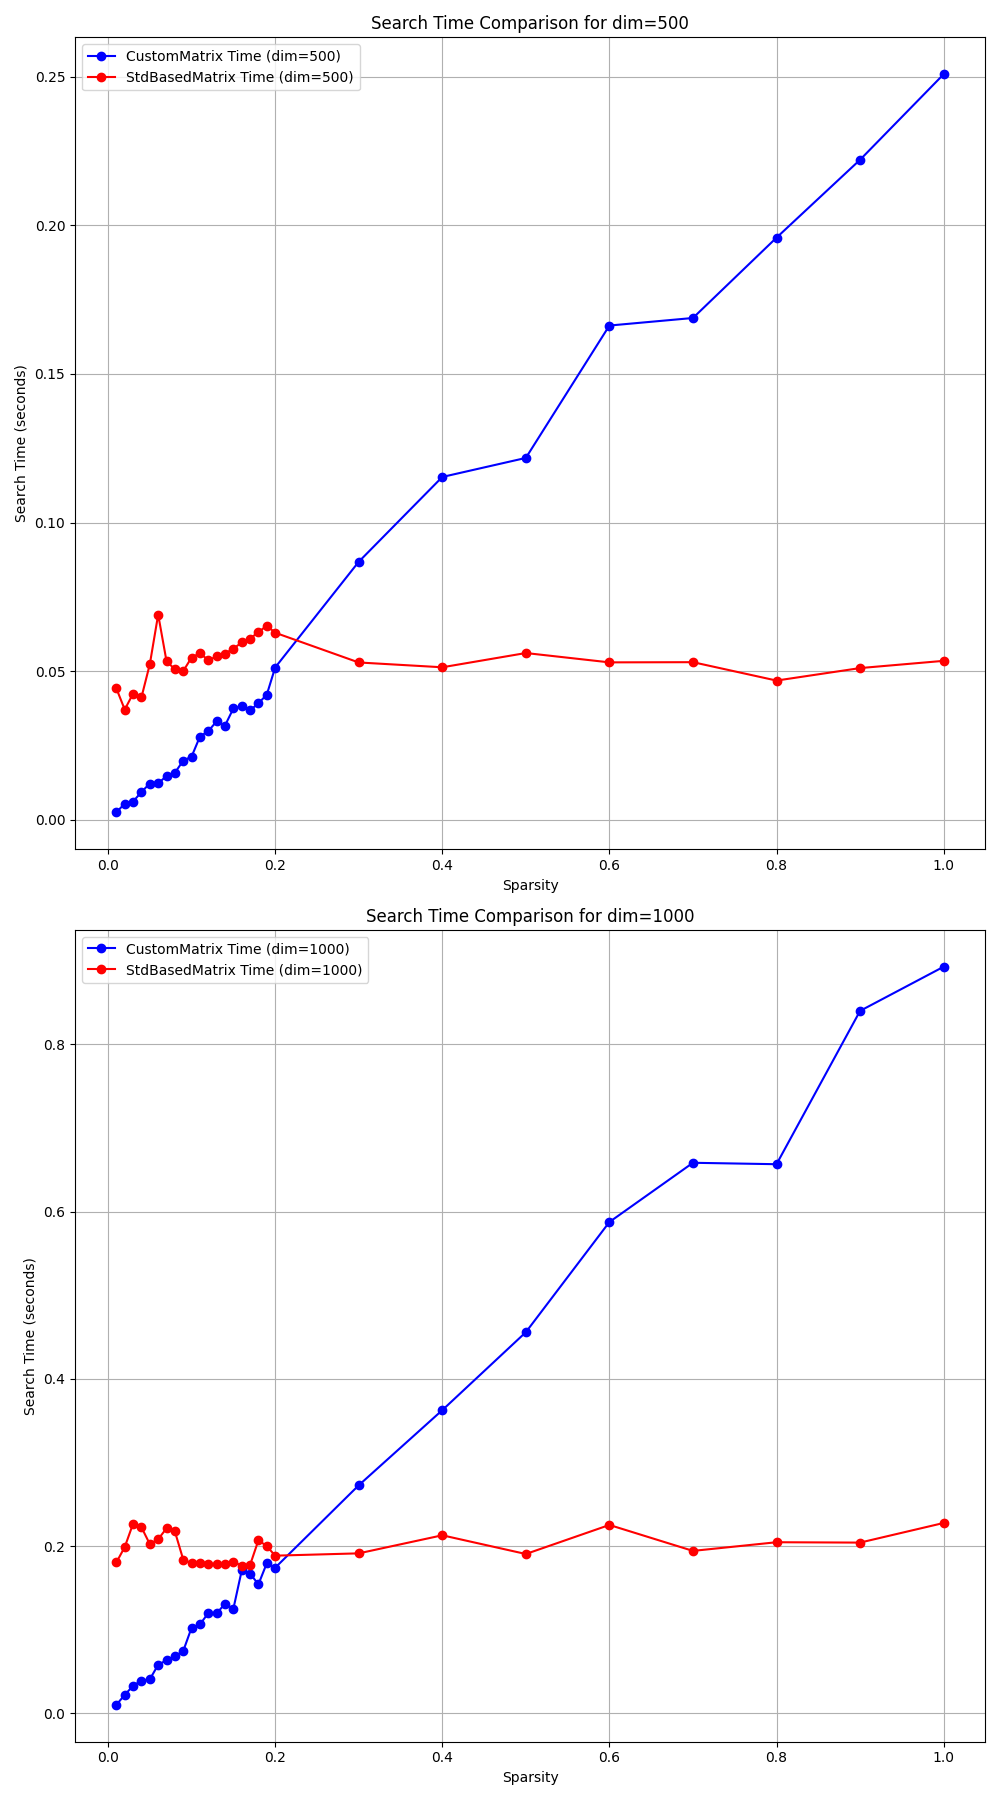 Search Time Comparison for dim=500
CustomMatrix Time (dim=500)
StdBasedMatrix Time (dim=500)
0.25
0.20
0.15
0.10
0.05
0.00
Search Time (seconds)
0.0 0.2 0.4 0.6 0.8 1.0
Sparsity
Search Time Comparison for dim=1000
CustomMatrix Time (dim=1000)
StdBasedMatrix Time (dim=1000)
0.8
0.6
0.4
0.2
0.0
Search Time (seconds)
0.0 0.2 0.4 0.6 0.8 1.0
Sparsity